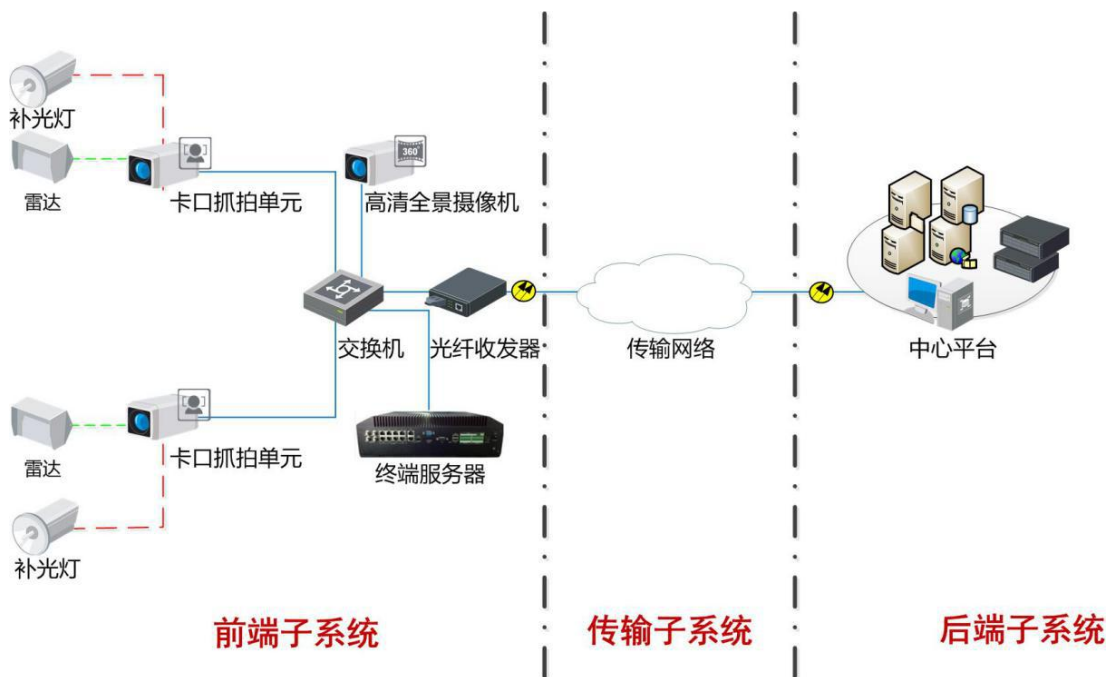 补光灯
雷达
卡口抓拍单元
360°
高清全景摄像机
交换机
光纤收发器
传输网络
中心平台
雷达
卡口抓拍单元
终端服务器
补光灯
前端子系统
传输子系统
后端子系统